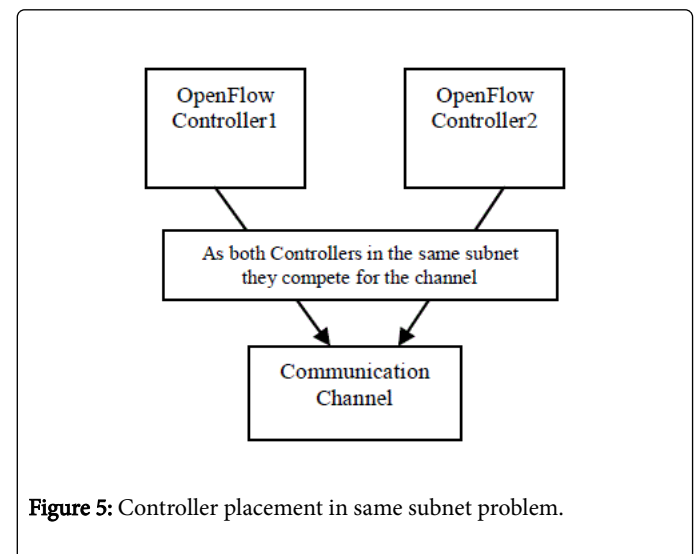 OpenFlow
Controller1
OpenFlow
Controller2
As both Controllers in the same subnet
they compete for the channel
Communication
Channel
Figure 5: Controller placement in same subnet problem.